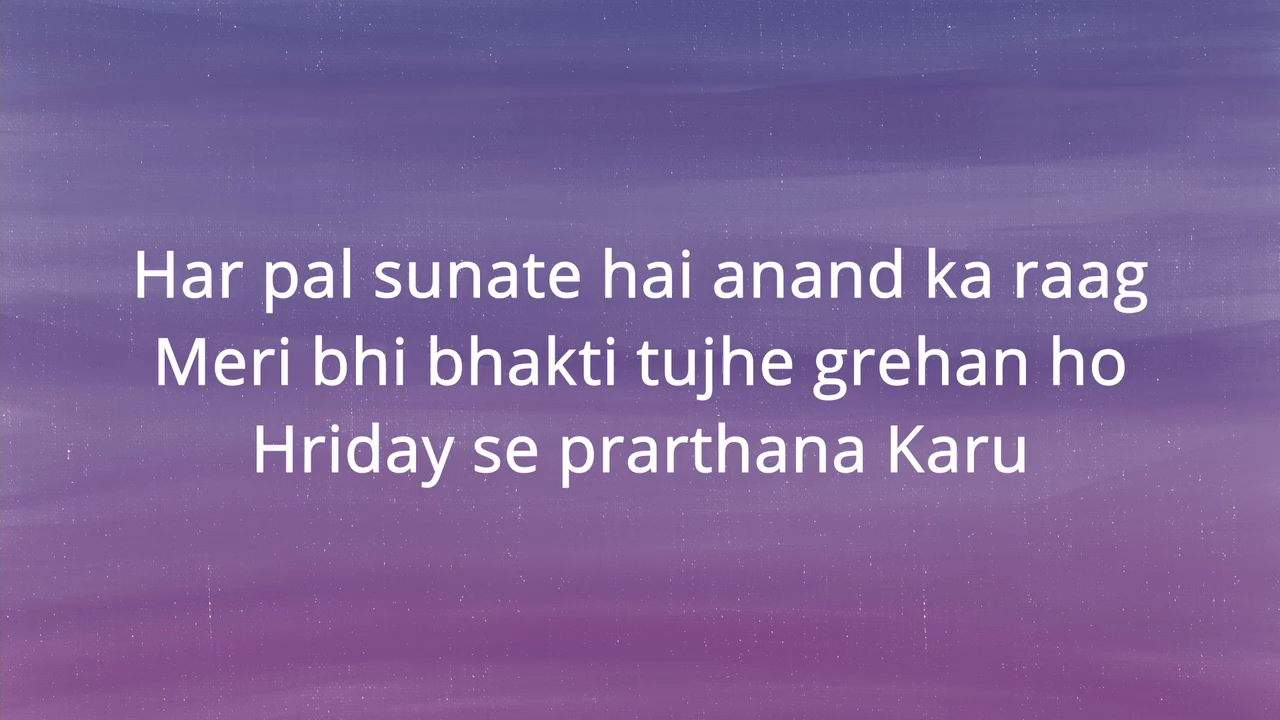 Har pal sunate hai anand ka raag
Meri bhi bhakti tujhe grehan ho
Hriday se prarthana Karu